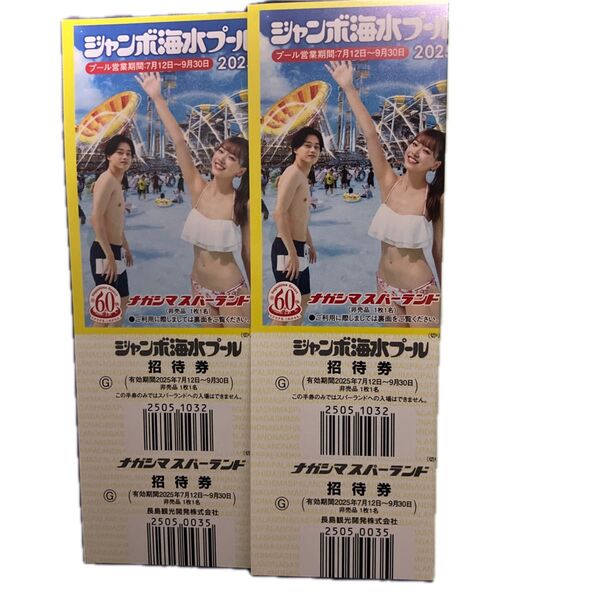 ジャンボ海水プール
プール営業期間:7月12日〜9月30日
202
60th
ナガシマスパーランド
(非売品 1枚1名)
●ご利用に際しましては裏面をご覧ください。
ジャンボ海水プール
招待券
G
(有効期間2025年7月12日〜9月30日)
非売品 1枚1名
この半券のみではスパーランドへの入場はできません。
2505 1032
ナガシマスパーランド
招待券
G
(有効期間2025年7月12日〜9月30日)
非売品 1枚1名
長島観光開発株式会社
2505 0035
ジャンボ海水プール
プール営業期間:7月12日〜9月30日
2025
60th
ナガシマスパーランド
(非売品 1枚1名)
●ご利用に際しましては裏面をご覧ください。
ジャンボ海水プール
招待券
G
(有効期間2025年7月12日〜9月30日)
非売品 1枚1名
この半券のみではスパーランドへの入場はできません。
2505 1032
ナガシマスパーランド
招待券
G
(有効期間2025年7月12日〜9月30日)
非売品 1枚1名
長島観光開発株式会社
2505 0035